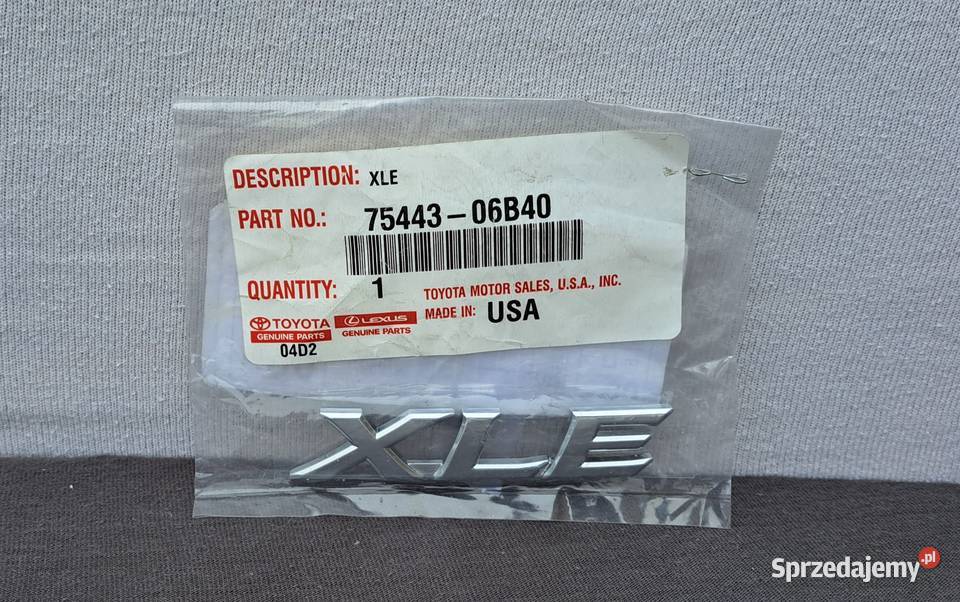 DESCRIPTION: XLE
PART NO.: 75443-06B40
QUANTITY: 1
TOYOTA MOTOR SALES, U.S.A., INC.
MADE IN: USA
TOYOTA
GENUINE PARTS
LEXUS
GENUINE PARTS
04D2
XLE
Sprzedajemy.pl